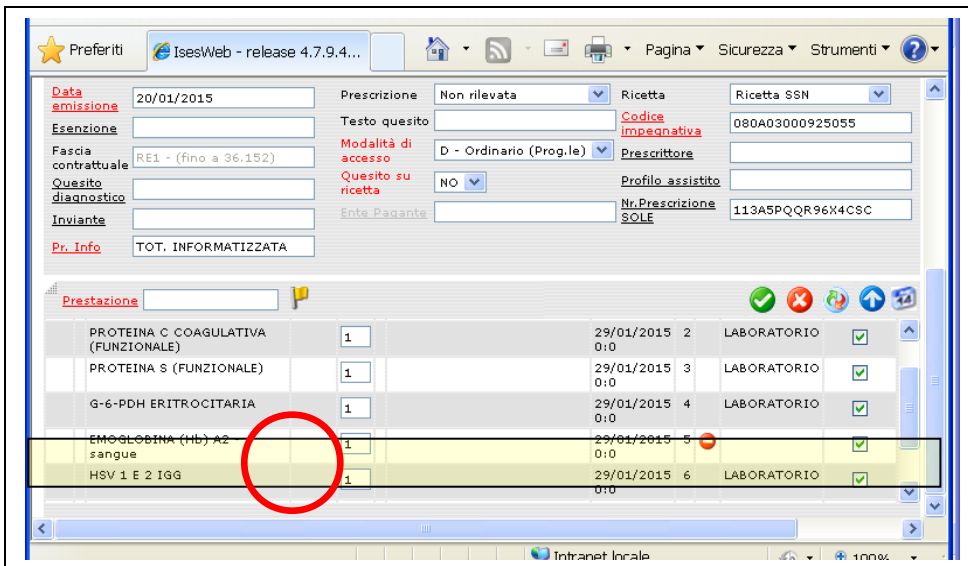 Preferiti IsesWeb - release 4.7.9.4... Pagina Sicurezza Strumenti
Data emissione 20/01/2015 Prescrizione Non rilevata Ricetta Ricetta SSN
Esenzione Testo quesito Codice impegnativa 080A03000925055
Fascia contrattuale RE1 - (fino a 36.152) Modalità di accesso D - Ordinario (Prog.le) Prescrittore
Quesito diagnostico Quesito su ricetta NO Profilo assistito
Inviante Ente Pagante Nr.Prescrizione SOLE 113A5PQQR96X4CSC
Pr. Info TOT. INFORMATIZZATA
Prestazione
PROTEINA C COAGULATIVA 1 29/01/2015 2 LABORATORIO
(FUNZIONALE) 0:0
PROTEINA S (FUNZIONALE) 1 29/01/2015 3 LABORATORIO
0:0
G-6-PDH ERITROCITARIA 1 29/01/2015 4 LABORATORIO
0:0
EMOGLOBINA (Hb) A2 - 1 29/01/2015 5
sangue 0:0
HSV 1 E 2 IGG 1 29/01/2015 6 LABORATORIO
0:0
Intranet locale 100%